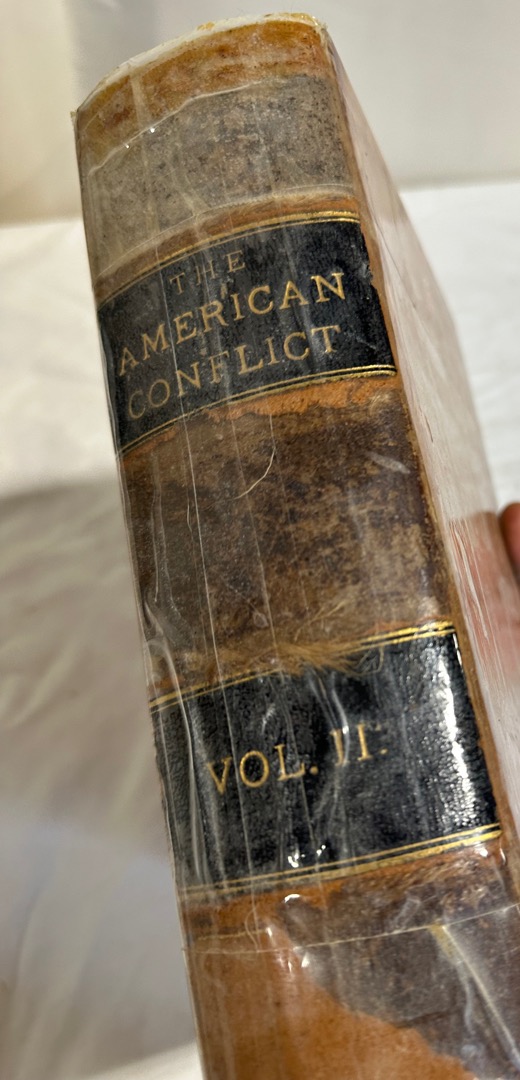 THE
AMERICAN
CONFLICT
VOL. II.